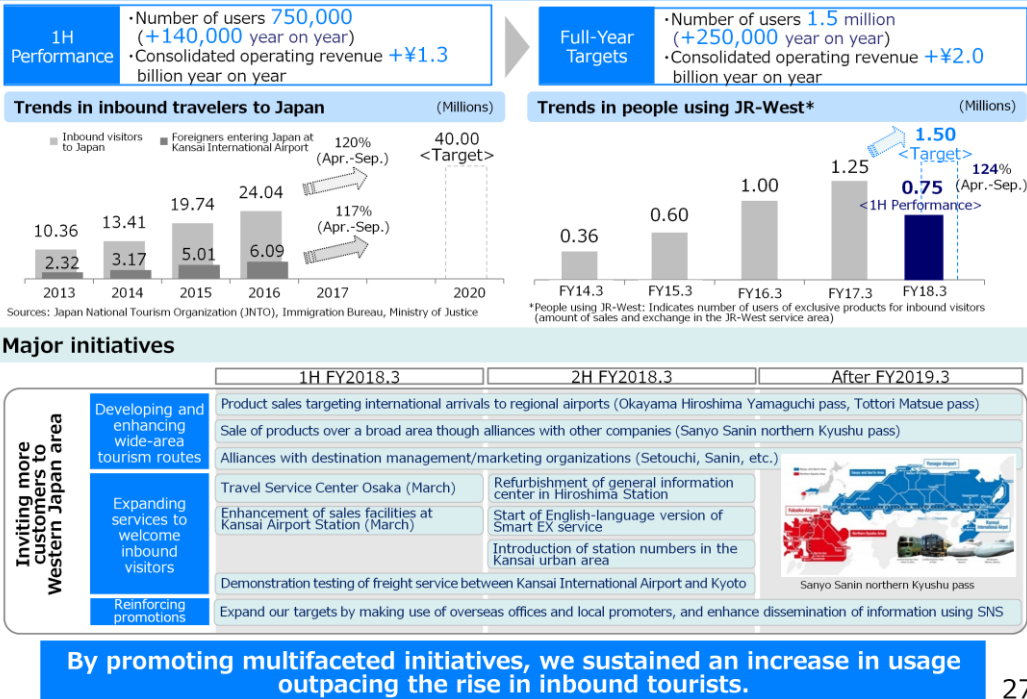 1H
Performance
・Number of users 750,000
(+140,000 year on year)
・Consolidated operating revenue +¥1.3
billion year on year
Full-Year
Targets
・Number of users 1.5 million
(+250,000 year on year)
・Consolidated operating revenue +¥2.0
billion year on year
Trends in inbound travelers to Japan (Millions)
Inbound visitors
to Japan
Foreigners entering Japan at
Kansai International Airport
120%
(Apr.-Sep.)
40.00
<Target>
24.04
19.74
13.41
10.36
117%
(Apr.-Sep.)
2.32
3.17
5.01
6.09
2013 2014 2015 2016 2017 2020
Sources: Japan National Tourism Organization (JNTO), Immigration Bureau, Ministry of Justice
Trends in people using JR-West* (Millions)
1.50
<Target>
124%
(Apr.-Sep.)
0.36
0.60
1.00
1.25
0.75
<1H Performance>
FY14.3 FY15.3 FY16.3 FY17.3 FY18.3
*People using JR-West: Indicates number of users of exclusive products for inbound visitors
(amount of sales and exchange in the JR-West service area)
Major initiatives
1H FY2018.3 2H FY2018.3 After FY2019.3
Inviting more
customers to
Western Japan area
Developing and
enhancing
wide-area
tourism routes
Product sales targeting international arrivals to regional airports (Okayama Hiroshima Yamaguchi pass, Tottori Matsue pass)
Sale of products over a broad area though alliances with other companies (Sanyo Sanin northern Kyushu pass)
Alliances with destination management/marketing organizations (Setouchi, Sanin, etc.)
Expanding
services to
welcome
inbound
visitors
Travel Service Center Osaka (March)
Refurbishment of general information
center in Hiroshima Station
Enhancement of sales facilities at
Kansai Airport Station (March)
Start of English-language version of
Smart EX service
Introduction of station numbers in the
Kansai urban area
Demonstration testing of freight service between Kansai International Airport and Kyoto
Sanyo Sanin northern Kyushu pass
Reinforcing
promotions
Expand our targets by making use of overseas offices and local promoters, and enhance dissemination of information using SNS
By promoting multifaceted initiatives, we sustained an increase in usage
outpacing the rise in inbound tourists.
27